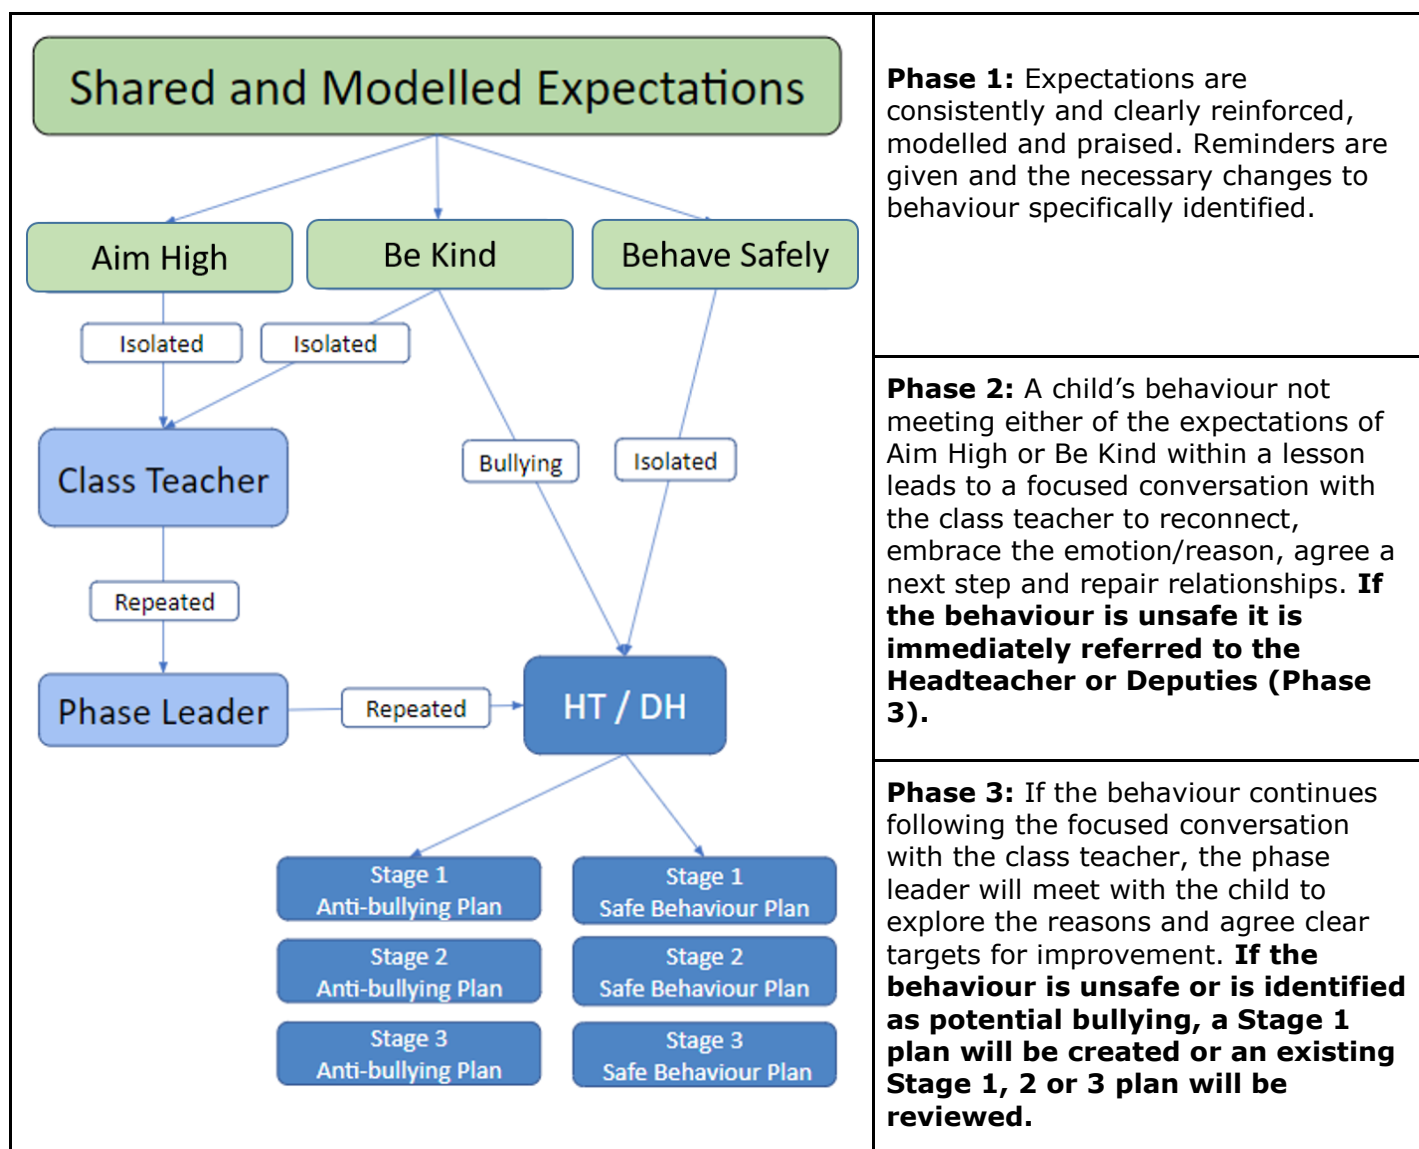 Shared and Modelled Expectations
Aim High
Be Kind
Behave Safely
Isolated
Isolated
Class Teacher
Bullying
Isolated
Repeated
Phase Leader
Repeated
HT / DH
Stage 1
Anti-bullying Plan
Stage 1
Safe Behaviour Plan
Stage 2
Anti-bullying Plan
Stage 2
Safe Behaviour Plan
Stage 3
Anti-bullying Plan
Stage 3
Safe Behaviour Plan
Phase 1: Expectations are
consistently and clearly reinforced,
modelled and praised. Reminders are
given and the necessary changes to
behaviour specifically identified.
Phase 2: A child’s behaviour not
meeting either of the expectations of
Aim High or Be Kind within a lesson
leads to a focused conversation with
the class teacher to reconnect,
embrace the emotion/reason, agree a
next step and repair relationships. If
the behaviour is unsafe it is
immediately referred to the
Headteacher or Deputies (Phase
3).
Phase 3: If the behaviour continues
following the focused conversation
with the class teacher, the phase
leader will meet with the child to
explore the reasons and agree clear
targets for improvement. If the
behaviour is unsafe or is identified
as potential bullying, a Stage 1
plan will be created or an existing
Stage 1, 2 or 3 plan will be
reviewed.